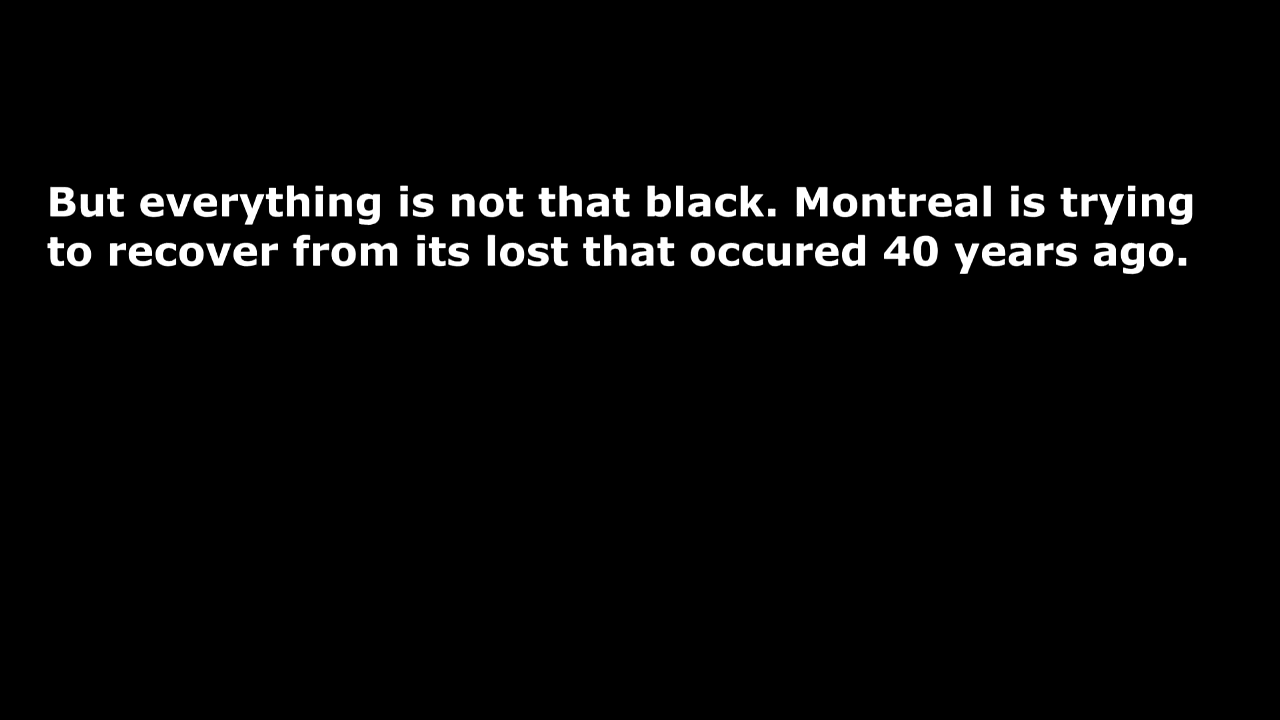 But everything is not that black. Montreal is trying
to recover from its lost that occured 40 years ago.